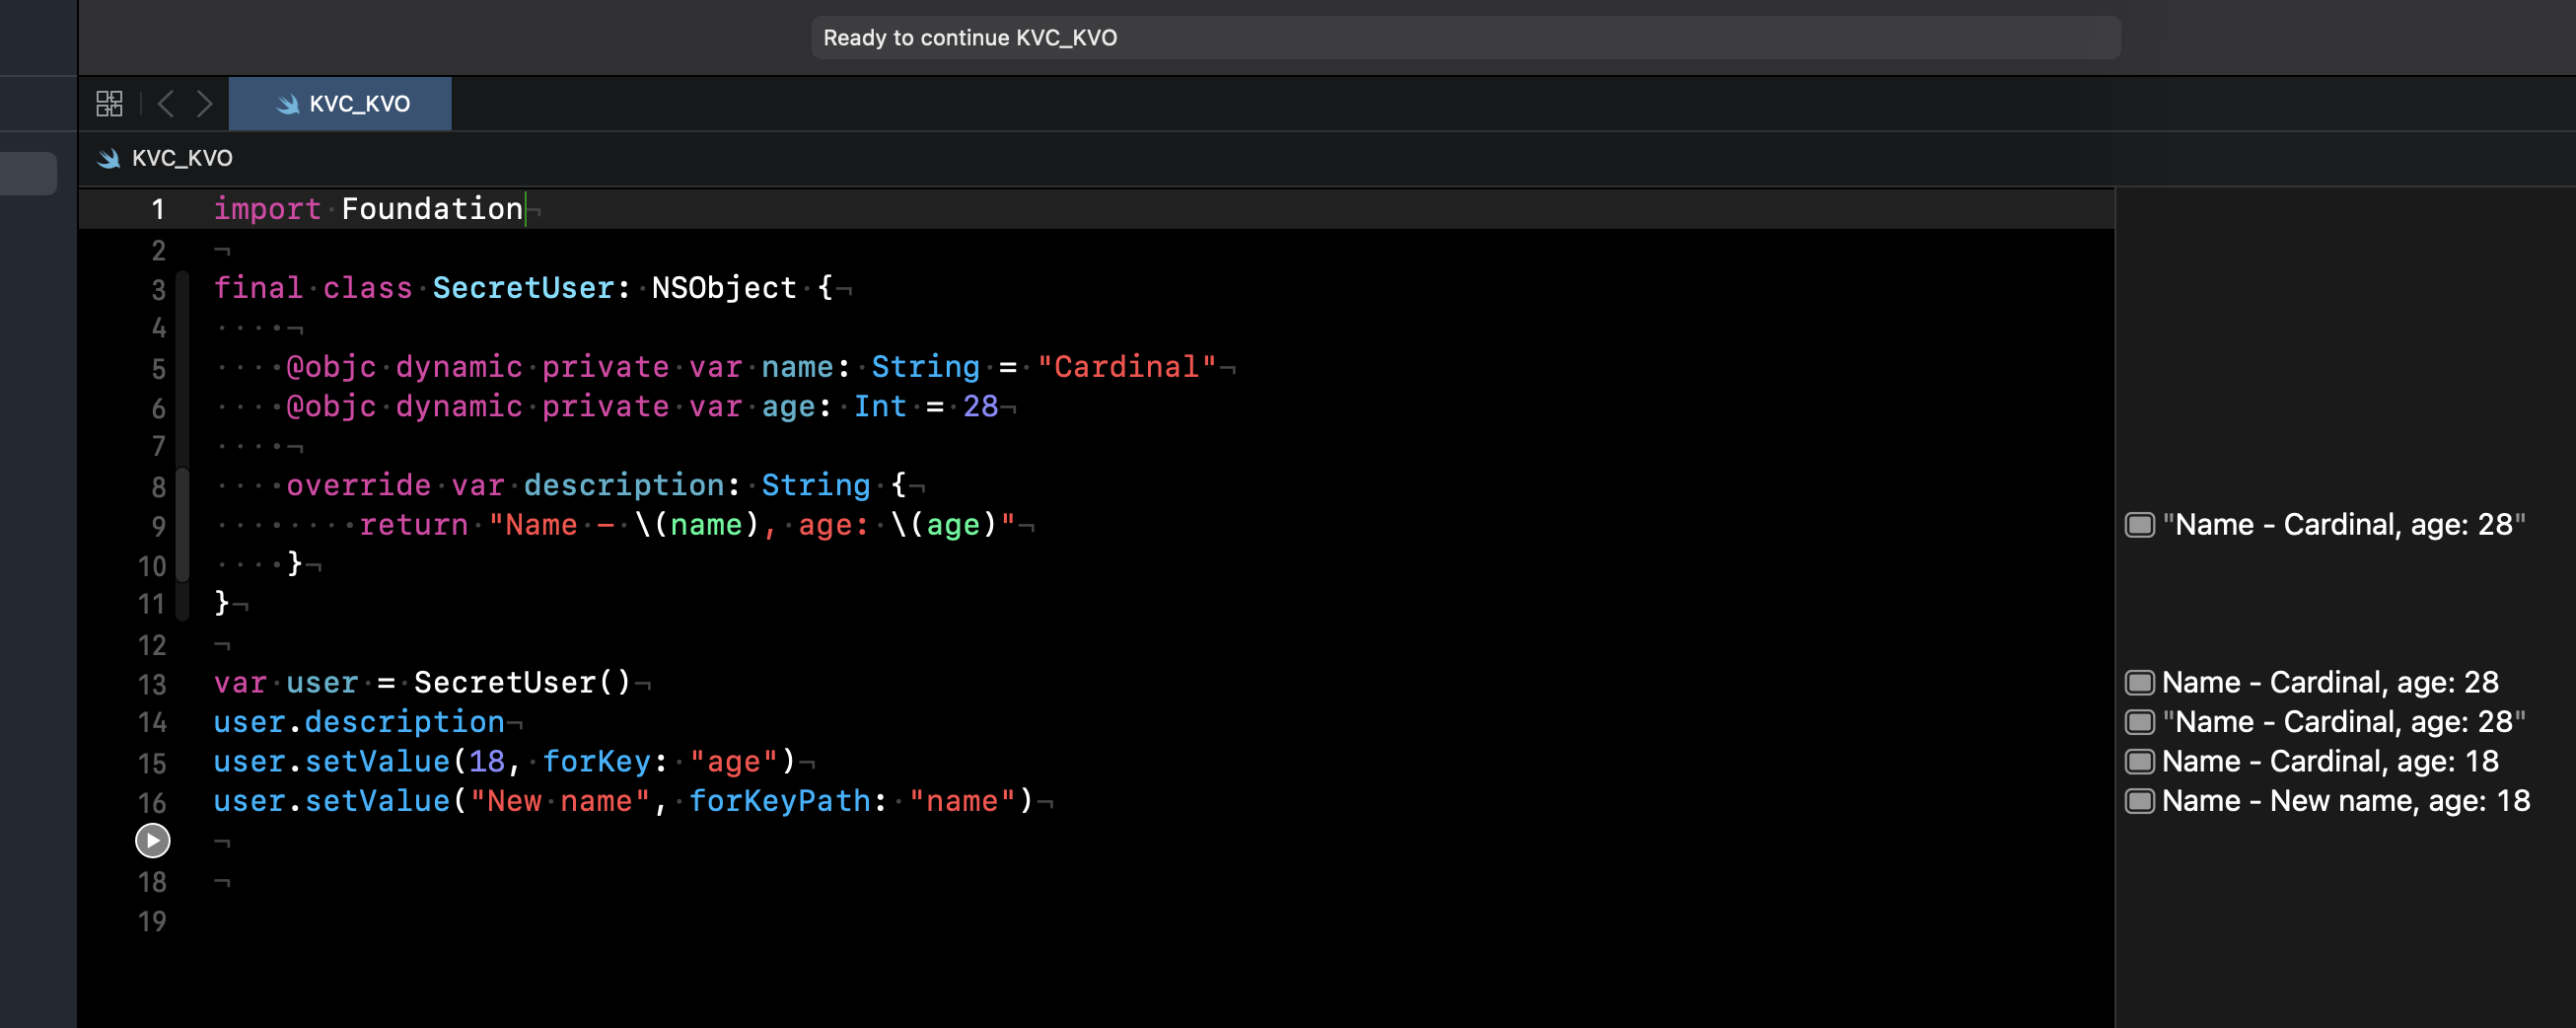 Ready to continue KVC_KVO
KVC_KVO
KVC_KVO
1 import Foundation
2
3 final class SecretUser: NSObject {
4
5 @objc dynamic private var name: String = "Cardinal"
6 @objc dynamic private var age: Int = 28
7
8 override var description: String {
9 return "Name - \(name), age: \(age)" "Name - Cardinal, age: 28"
10 }
11 }
12
13 var user = SecretUser() Name - Cardinal, age: 28
14 user.description "Name - Cardinal, age: 28"
15 user.setValue(18, forKey: "age") Name - Cardinal, age: 18
16 user.setValue("New name", forKeyPath: "name") Name - New name, age: 18
18
19